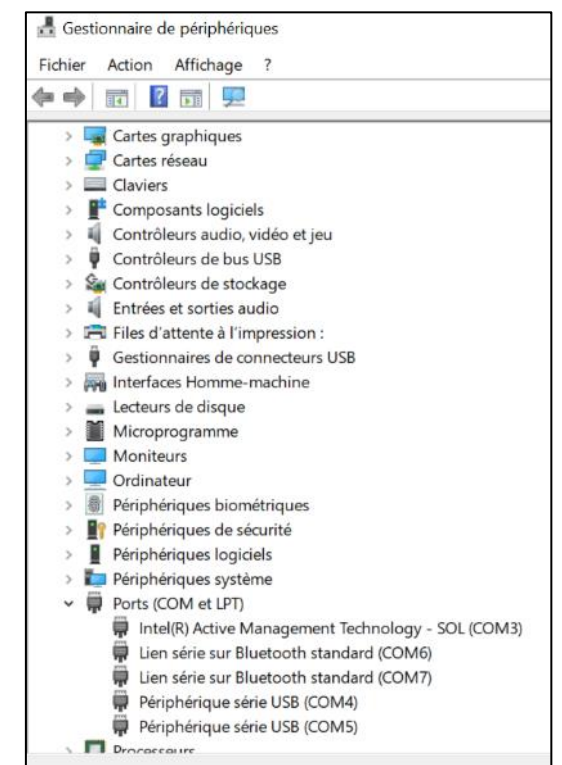 Gestionnaire de périphériques
Fichier Action Affichage ?
Cartes graphiques
Cartes réseau
Claviers
Composants logiciels
Contrôleurs audio, vidéo et jeu
Contrôleurs de bus USB
Contrôleurs de stockage
Entrées et sorties audio
Files d'attente à l'impression :
Gestionnaires de connecteurs USB
Interfaces Homme-machine
Lecteurs de disque
Microprogramme
Moniteurs
Ordinateur
Périphériques biométriques
Périphériques de sécurité
Périphériques logiciels
Périphériques système
Ports (COM et LPT)
Intel(R) Active Management Technology - SOL (COM3)
Lien série sur Bluetooth standard (COM6)
Lien série sur Bluetooth standard (COM7)
Périphérique série USB (COM4)
Périphérique série USB (COM5)
Processeurs